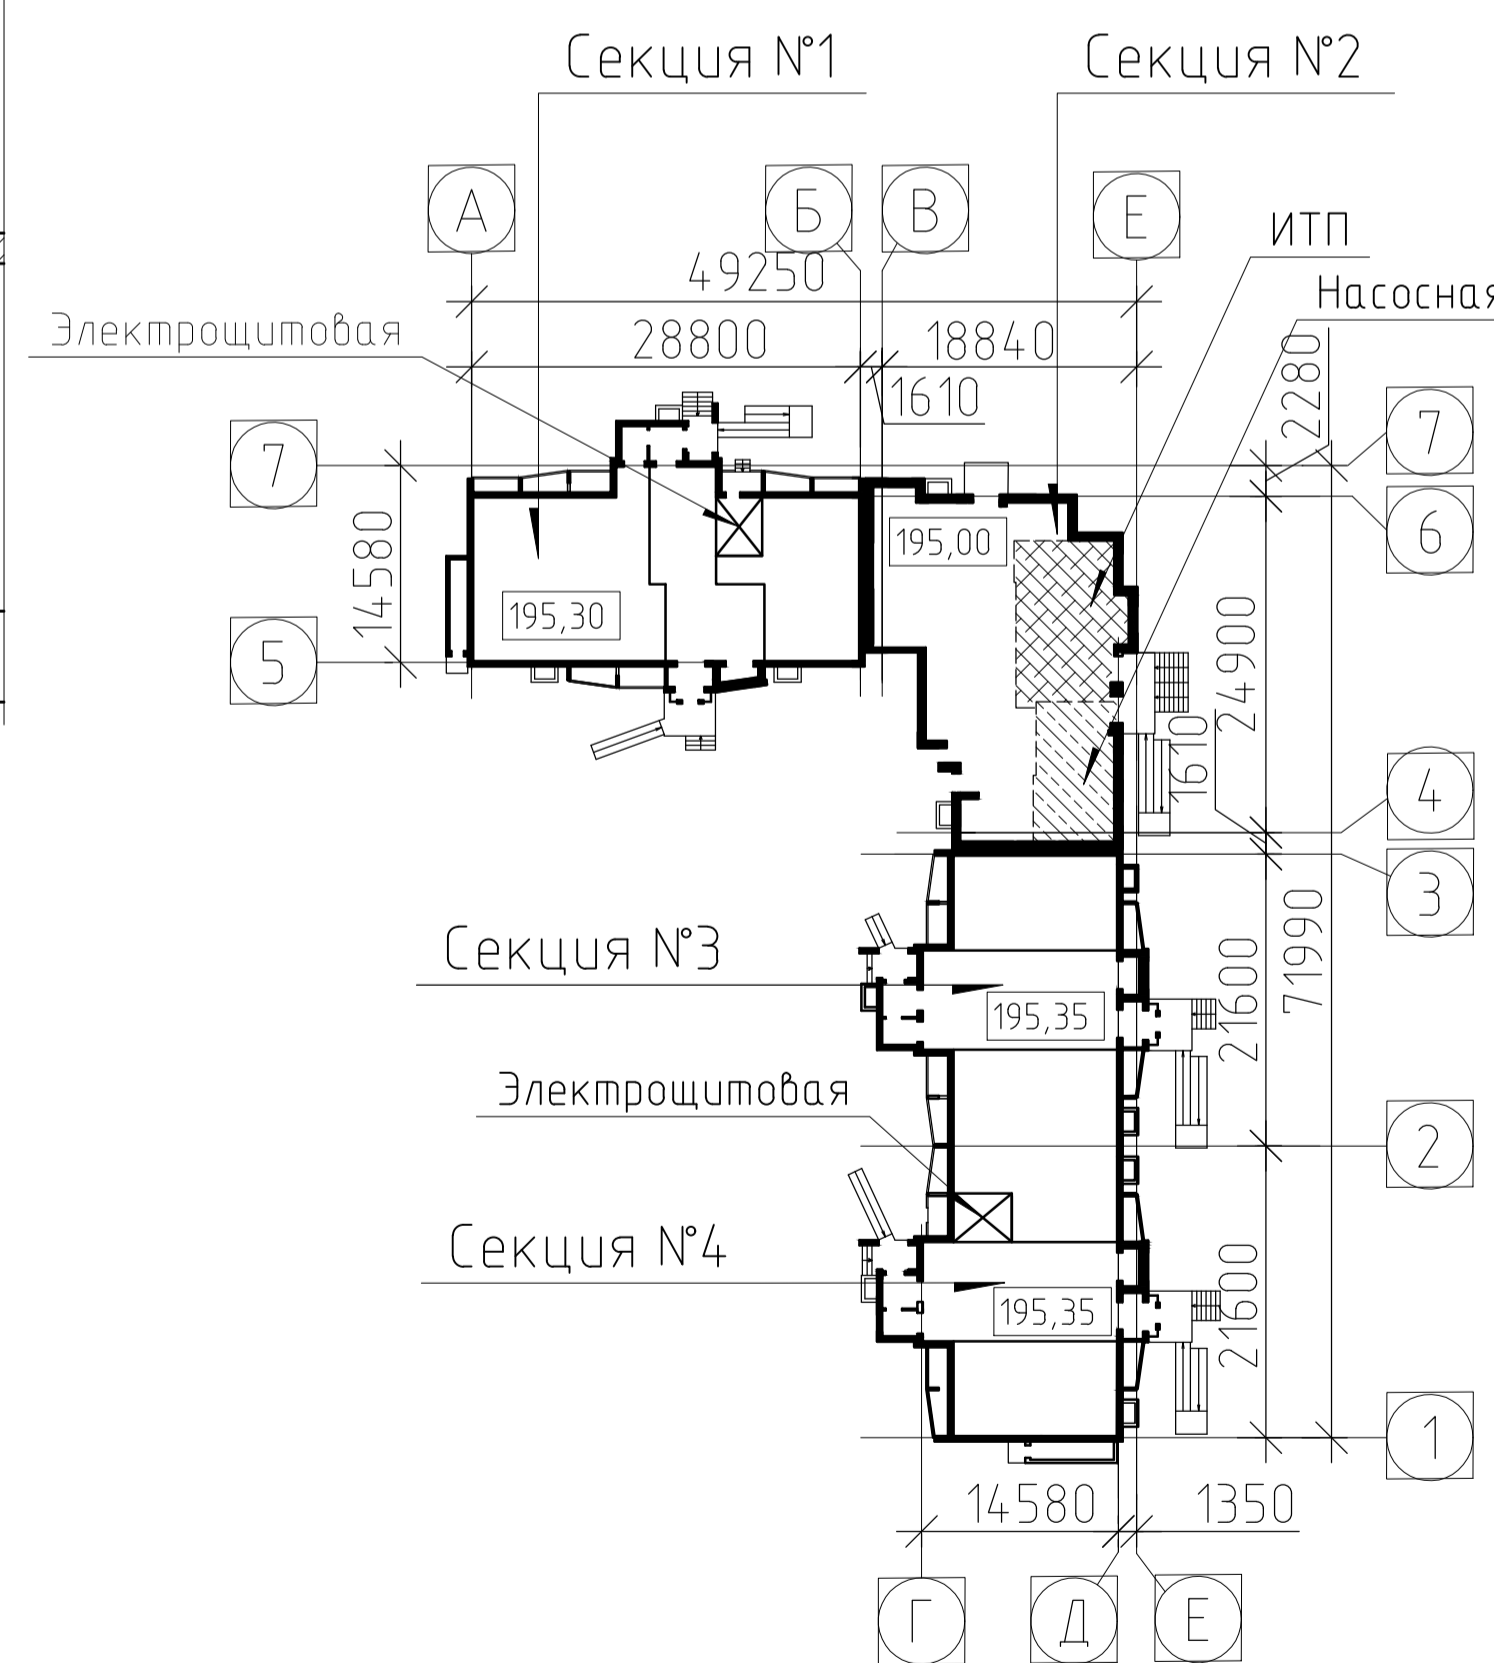 Секция №1
Секция №2
А
Б
В
Е
ИТП
49250
Насосная
Электрощитовая
28800
18840
1610
2280
7
7
195,00
6
14580
195,30
5
24900
1610
4
3
Секция №3
71990
195,35
21600
Электрощитовая
2
Секция №4
195,35
21600
1
14580
1350
Г
Д
Е